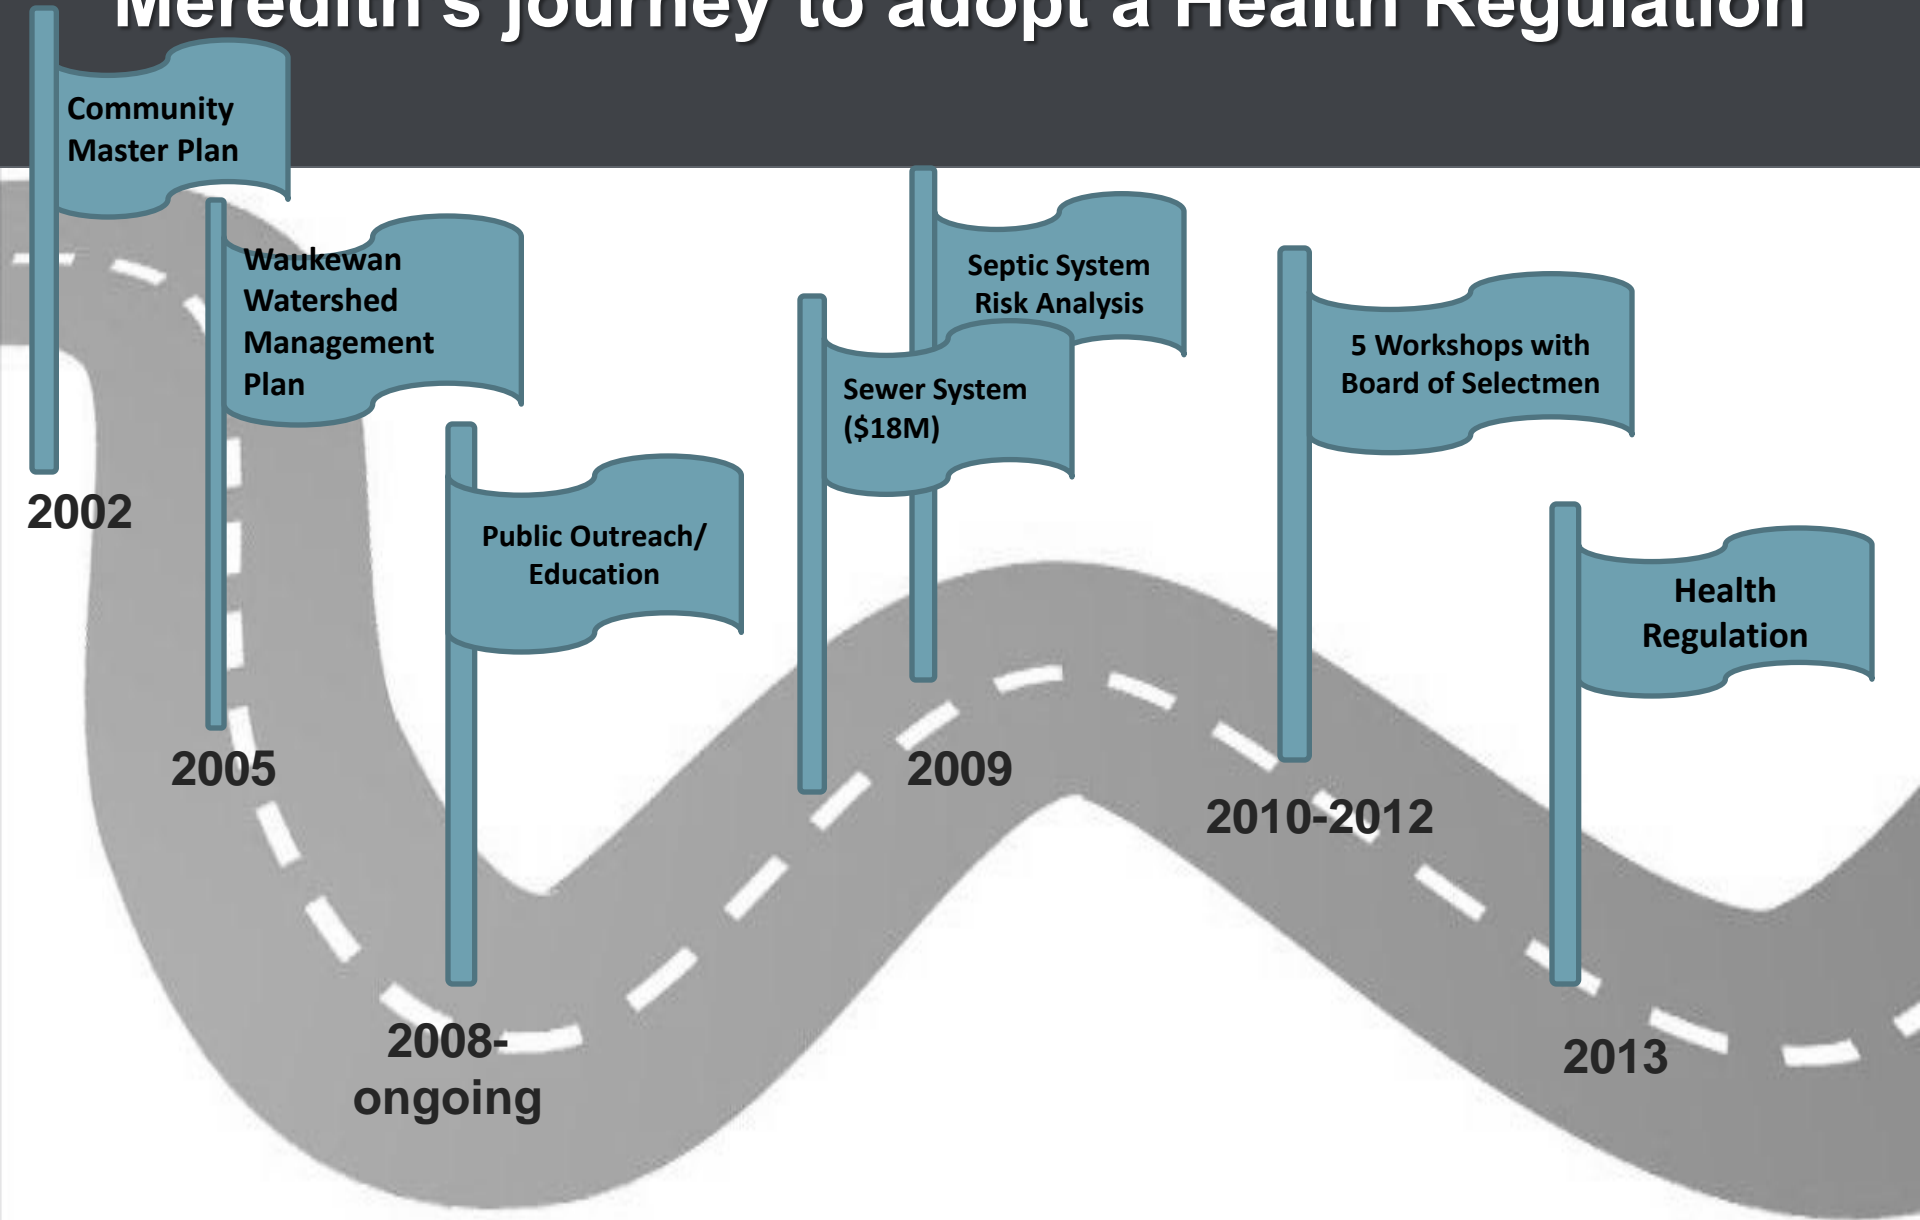 Meredith's journey to adopt a Health Regulation
Community
Master Plan
2002
Waukewan
Watershed
Management
Plan
2005
Public Outreach/
Education
2008-
ongoing
Sewer System
($18M)
Septic System
Risk Analysis
2009
5 Workshops with
Board of Selectmen
2010-2012
Health
Regulation
2013